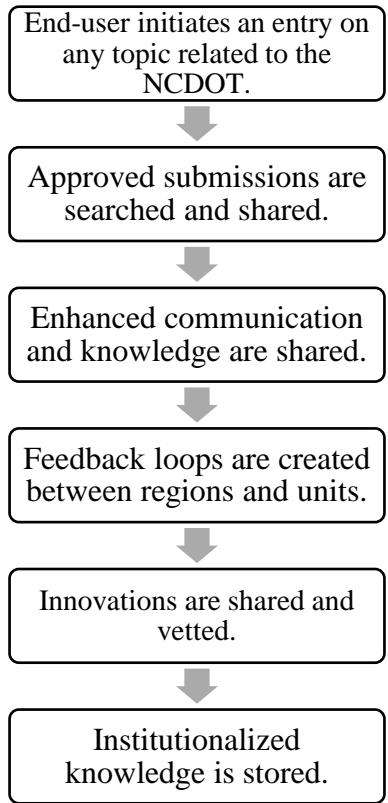 End-user initiates an entry on
any topic related to the
NCDOT.
Approved submissions are
searched and shared.
Enhanced communication
and knowledge are shared.
Feedback loops are created
between regions and units.
Innovations are shared and
vetted.
Institutionalized
knowledge is stored.